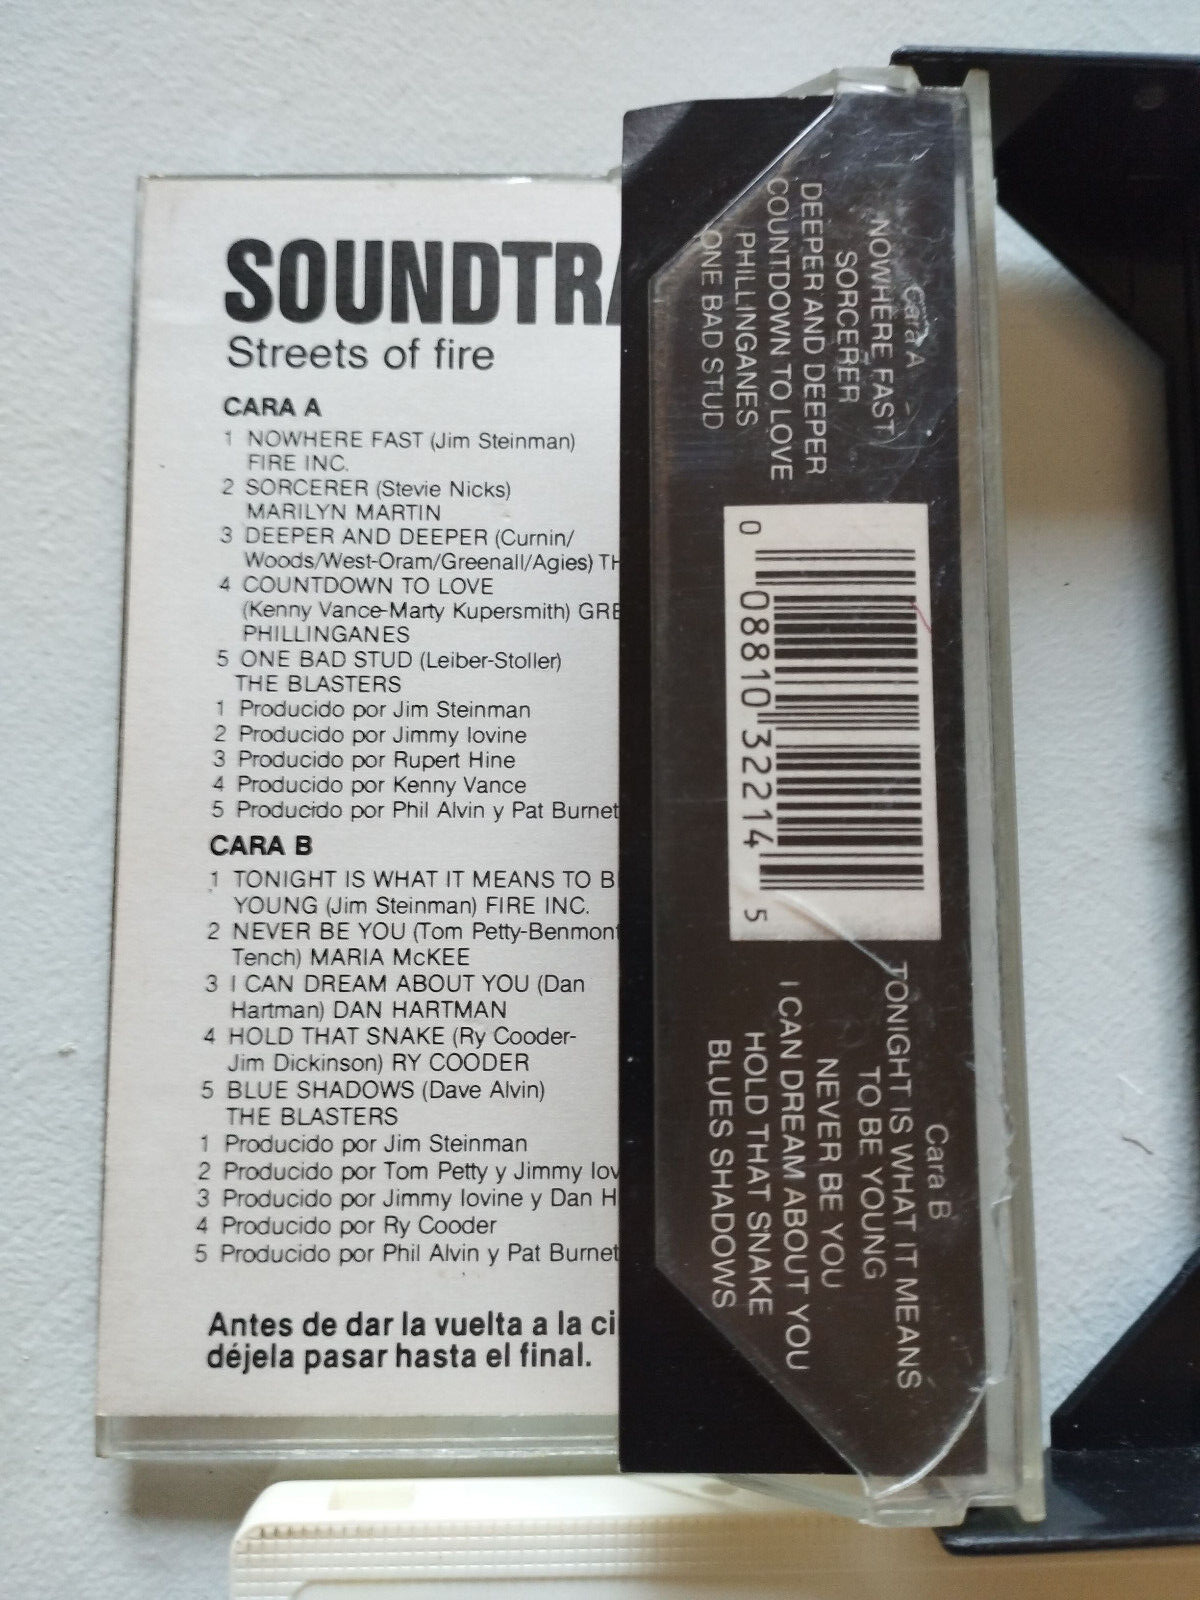 SOUNDTRA
Streets of fire
CARA A
1 NOWHERE FAST (Jim Steinman)
FIRE INC.
2 SORCERER (Stevie Nicks)
MARILYN MARTIN
3 DEEPER AND DEEPER (Curnin/
Woods/West-Oram/Greenall/Agies) TH
4 COUNTDOWN TO LOVE
(Kenny Vance-Marty Kupersmith) GRE
PHILLINGANES
5 ONE BAD STUD (Leiber-Stoller)
THE BLASTERS
1 Producido por Jim Steinman
2 Producido por Jimmy Iovine
3 Producido por Rupert Hine
4 Producido por Kenny Vance
5 Producido por Phil Alvin y Pat Burnet
CARA B
1 TONIGHT IS WHAT IT MEANS TO B
YOUNG (Jim Steinman) FIRE INC.
2 NEVER BE YOU (Tom Petty-Benmont
Tench) MARIA McKEE
3 I CAN DREAM ABOUT YOU (Dan
Hartman) DAN HARTMAN
4 HOLD THAT SNAKE (Ry Cooder-
Jim Dickinson) RY COODER
5 BLUE SHADOWS (Dave Alvin)
THE BLASTERS
1 Producido por Jim Steinman
2 Producido por Tom Petty y Jimmy Iov
3 Producido por Jimmy Iovine y Dan H
4 Producido por Ry Cooder
5 Producido por Phil Alvin y Pat Burnet
Antes de dar la vuelta a la ci
déjela pasar hasta el final.
Cara A
NOWHERE FAST
SORCERER
DEEPER AND DEEPER
COUNTDOWN TO LOVE
PHILLINGANES
ONE BAD STUD
0 08810 32214 5
Cara B
TONIGHT IS WHAT IT MEANS
TO BE YOUNG
NEVER BE YOU
I CAN DREAM ABOUT YOU
HOLD THAT SNAKE
BLUES SHADOWS